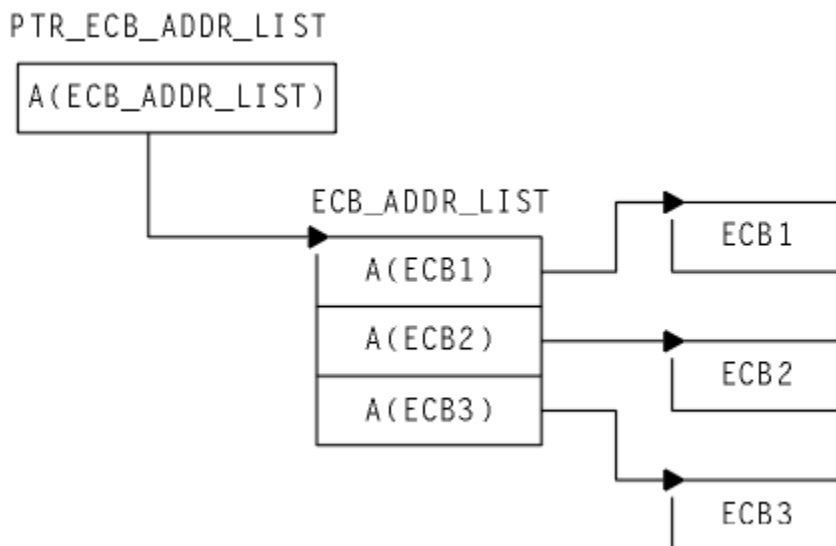 PTR_ECB_ADDR_LIST
A(ECB_ADDR_LIST)
ECB_ADDR_LIST
A(ECB1)
A(ECB2)
A(ECB3)
ECB1
ECB2
ECB3